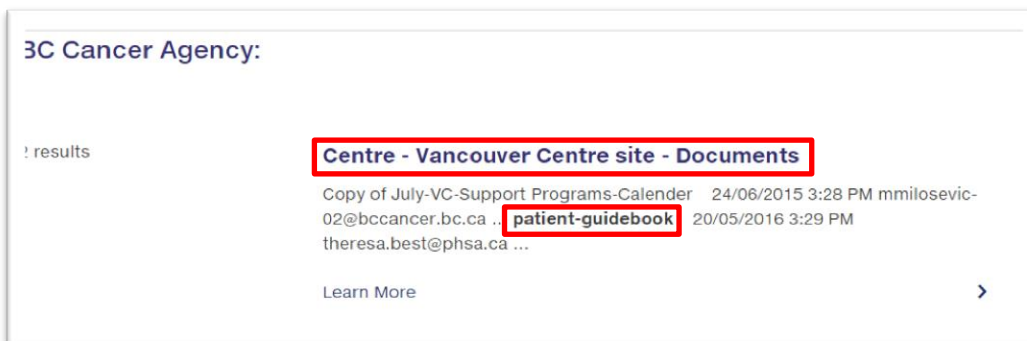 BC Cancer Agency:
results
Centre - Vancouver Centre site - Documents
Copy of July-VC-Support Programs-Calender 24/06/2015 3:28 PM mmilosevic-
02@bccancer.bc.ca ... patient-guidebook 20/05/2016 3:29 PM
theresa.best@phsa.ca ...
Learn More